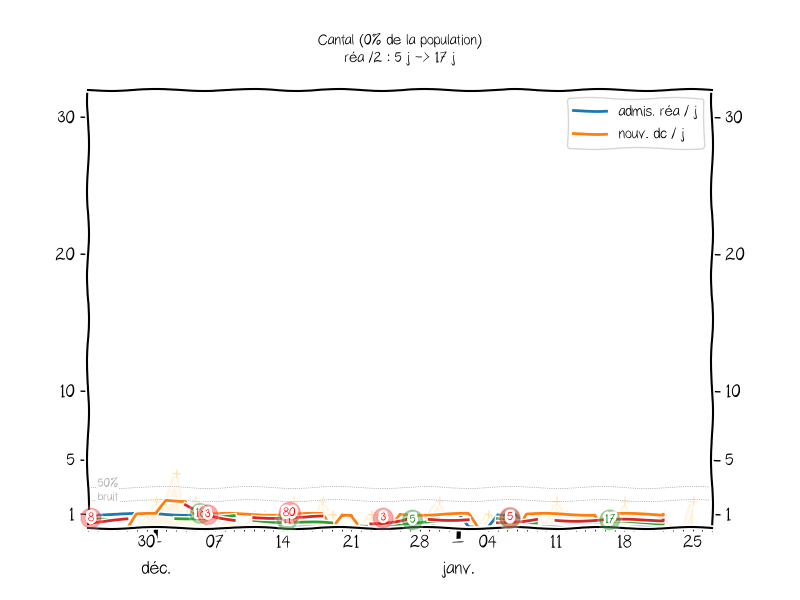 Cantal (0% de la population)
réa /2 : 5 j -> 17 j
admis. réa / j
nouv. dc / j
30 30
20 20
10 10
5 5
50%
bruit
1 8 3 80 3 5 5 17 1
30 07 14 21 28 04 11 18 25
déc. janv.